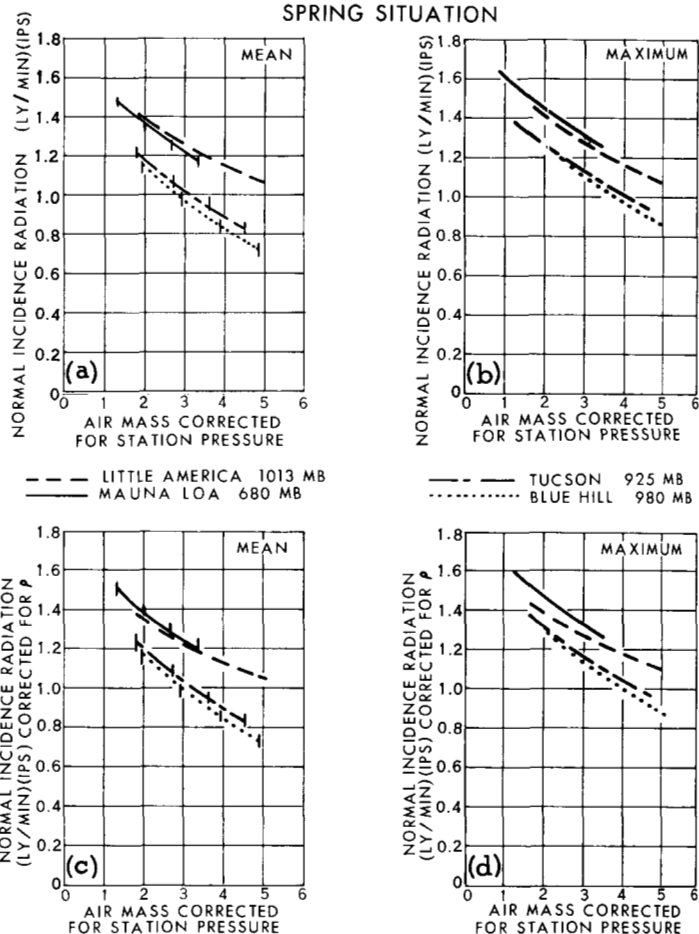 SPRING SITUATION
NORMAL INCIDENCE RADIATION (LY/MIN)(IPS)
1.8
1.6
1.4
1.2
1.0
0.8
0.6
0.4
0.2
0
MEAN
(a)
0 1 2 3 4 5 6
AIR MASS CORRECTED
FOR STATION PRESSURE
NORMAL INCIDENCE RADIATION (LY/MIN)(IPS)
1.8
1.6
1.4
1.2
1.0
0.8
0.6
0.4
0.2
0
MAXIMUM
(b)
0 1 2 3 4 5 6
AIR MASS CORRECTED
FOR STATION PRESSURE
LITTLE AMERICA 1013 MB
MAUNA LOA 680 MB
TUCSON 925 MB
BLUE HILL 980 MB
NORMAL INCIDENCE RADIATION
(LY/MIN)(IPS) CORRECTED FOR ρ
1.8
1.6
1.4
1.2
1.0
0.8
0.6
0.4
0.2
0
MEAN
(c)
0 1 2 3 4 5 6
AIR MASS CORRECTED
FOR STATION PRESSURE
NORMAL INCIDENCE RADIATION
(LY/MIN)(IPS) CORRECTED FOR ρ
1.8
1.6
1.4
1.2
1.0
0.8
0.6
0.4
0.2
0
MAXIMUM
(d)
0 1 2 3 4 5 6
AIR MASS CORRECTED
FOR STATION PRESSURE